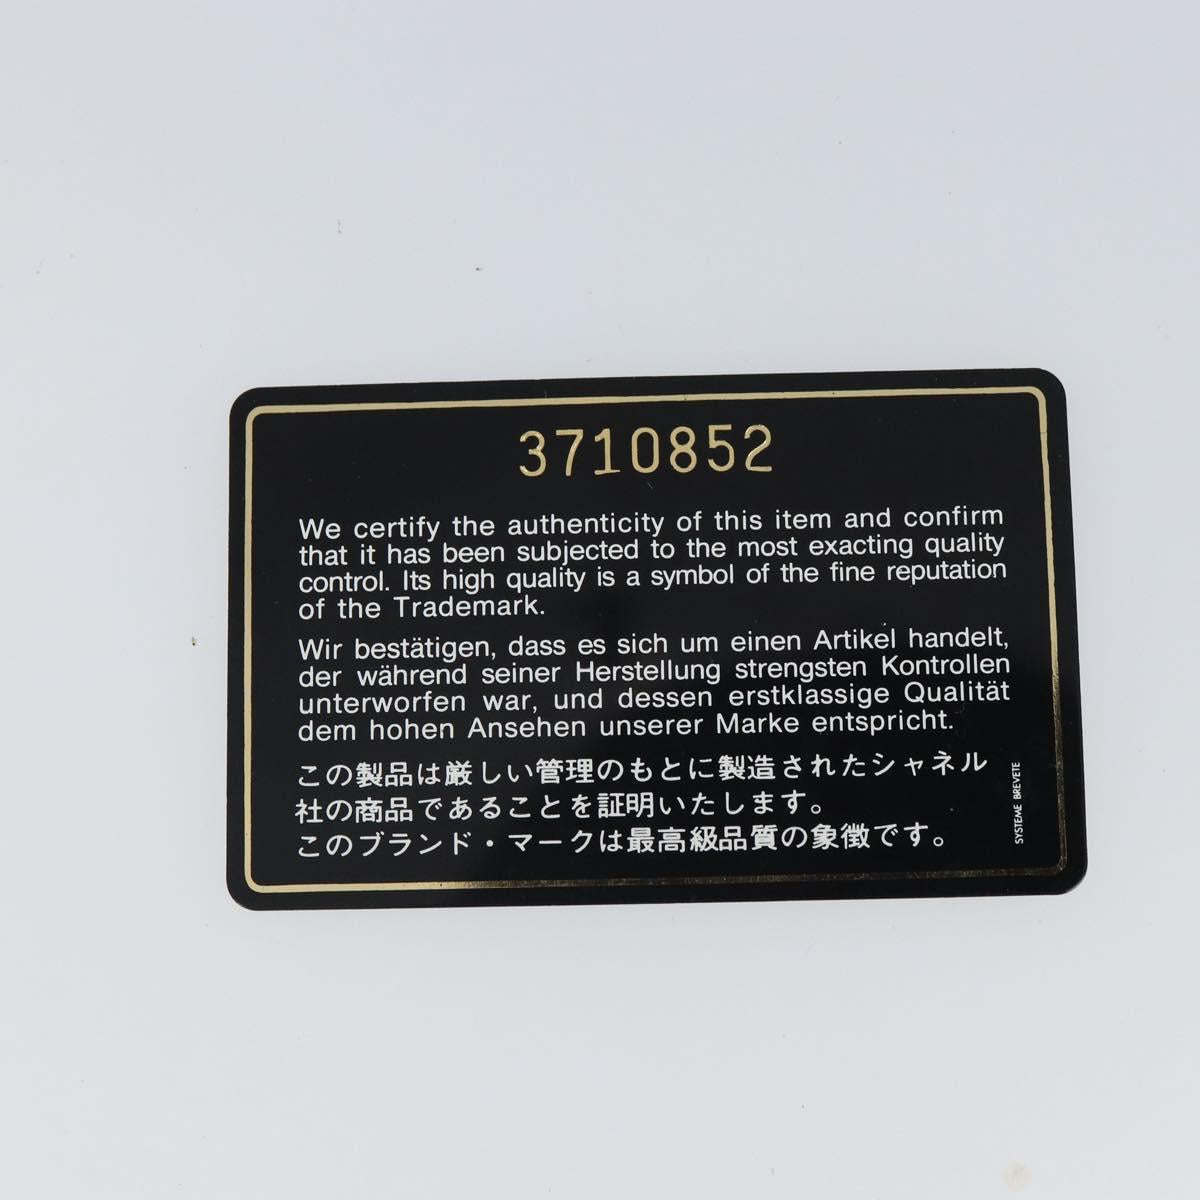 3710852
We certify the authenticity of this item and confirm
that it has been subjected to the most exacting quality
control. Its high quality is a symbol of the fine reputation
of the Trademark.
Wir bestätigen, dass es sich um einen Artikel handelt,
der während seiner Herstellung strengsten Kontrollen
unterworfen war, und dessen erstklassige Qualität
dem hohen Ansehen unserer Marke entspricht.
この製品は厳しい管理のもとに製造されたシャネル
社の商品であることを証明いたします。
このブランド・マークは最高級品質の象徴です。
SYSTEME BREVETE